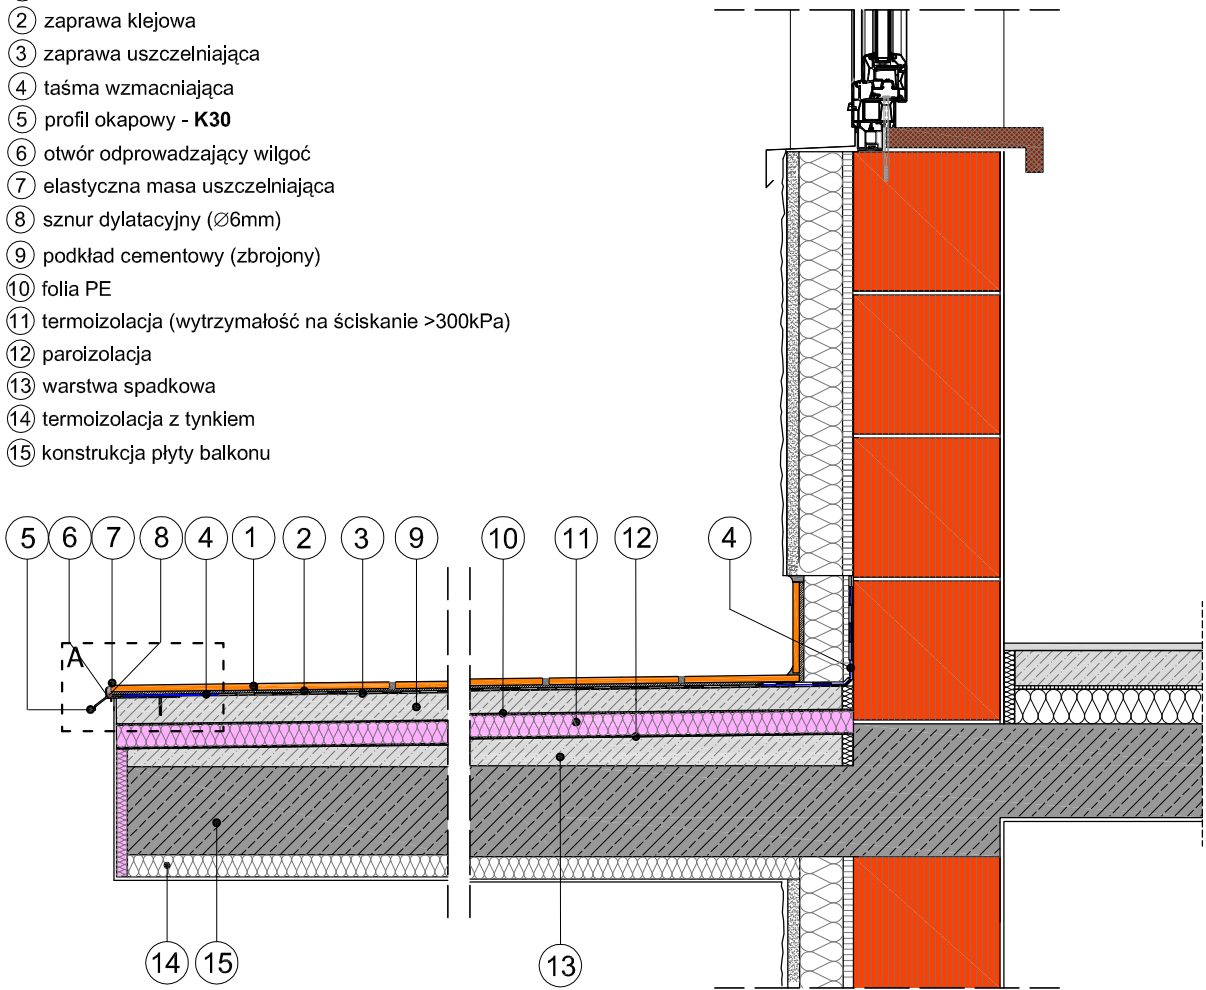 2 zaprawa klejowa
3 zaprawa uszczelniająca
4 taśma wzmacniająca
5 profil okapowy - K30
6 otwór odprowadzający wilgoć
7 elastyczna masa uszczelniająca
8 sznur dylatacyjny (∅6mm)
9 podkład cementowy (zbrojony)
10 folia PE
11 termoizolacja (wytrzymałość na ściskanie >300kPa)
12 paroizolacja
13 warstwa spadkowa
14 termoizolacja z tynkiem
15 konstrukcja płyty balkonu
5 6 7 8 4 1 2 3 9 10 11 12 4
A
14 15 13